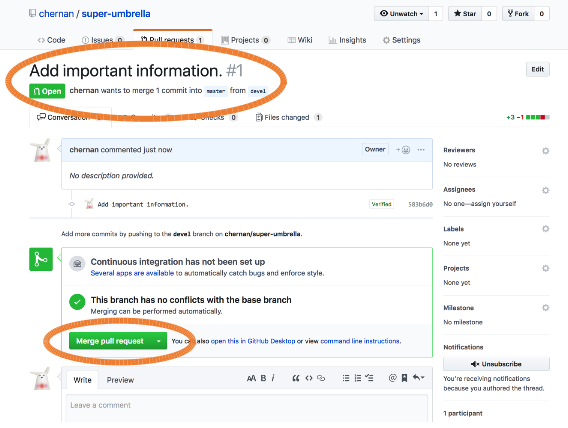 chernan / super-umbrella
Unwatch 1 Star 0 Fork 0
Code Issues 0 Pull requests 1 Projects 0 Wiki Insights Settings
Add important information. #1
Edit
Open chernan wants to merge 1 commit into master from devel
Conversation Checks 0 Files changed 1
+3 −1
chernan commented just now
Owner
No description provided.
Add important information.
Verified 583b6d0
Add more commits by pushing to the devel branch on chernan/super-umbrella.
Continuous integration has not been set up
Several apps are available to automatically catch bugs and enforce style.
This branch has no conflicts with the base branch
Merging can be performed automatically.
Merge pull request
You can also open this in GitHub Desktop or view command line instructions.
Write Preview
AA B i
Leave a comment
Reviewers
No reviews
Assignees
No one—assign yourself
Labels
None yet
Projects
None yet
Milestone
No milestone
Notifications
Unsubscribe
You're receiving notifications
because you authored the thread.
1 participant